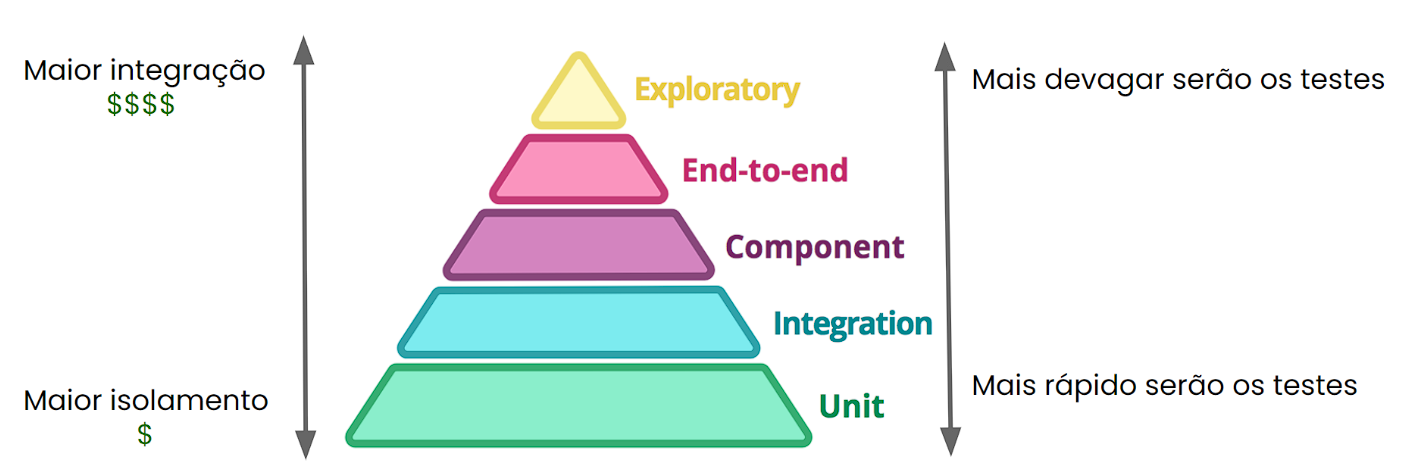 Maior integração
$$$$
Exploratory
Mais devagar serão os testes
End-to-end
Component
Integration
Maior isolamento
$
Unit
Mais rápido serão os testes